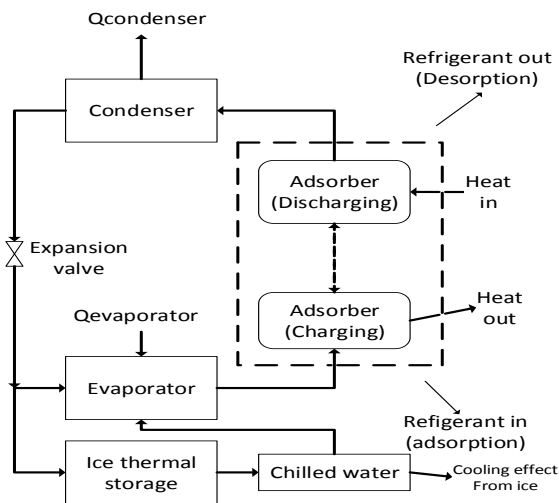 Qcondenser
Condenser
Refrigerant out
(Desorption)
Adsorber
(Discharging)
Heat
in
Expansion
valve
Qevaporator
Adsorber
(Charging)
Heat
out
Evaporator
Refigerant in
(adsorption)
Ice thermal
storage
Chilled water
Cooling effect
From ice